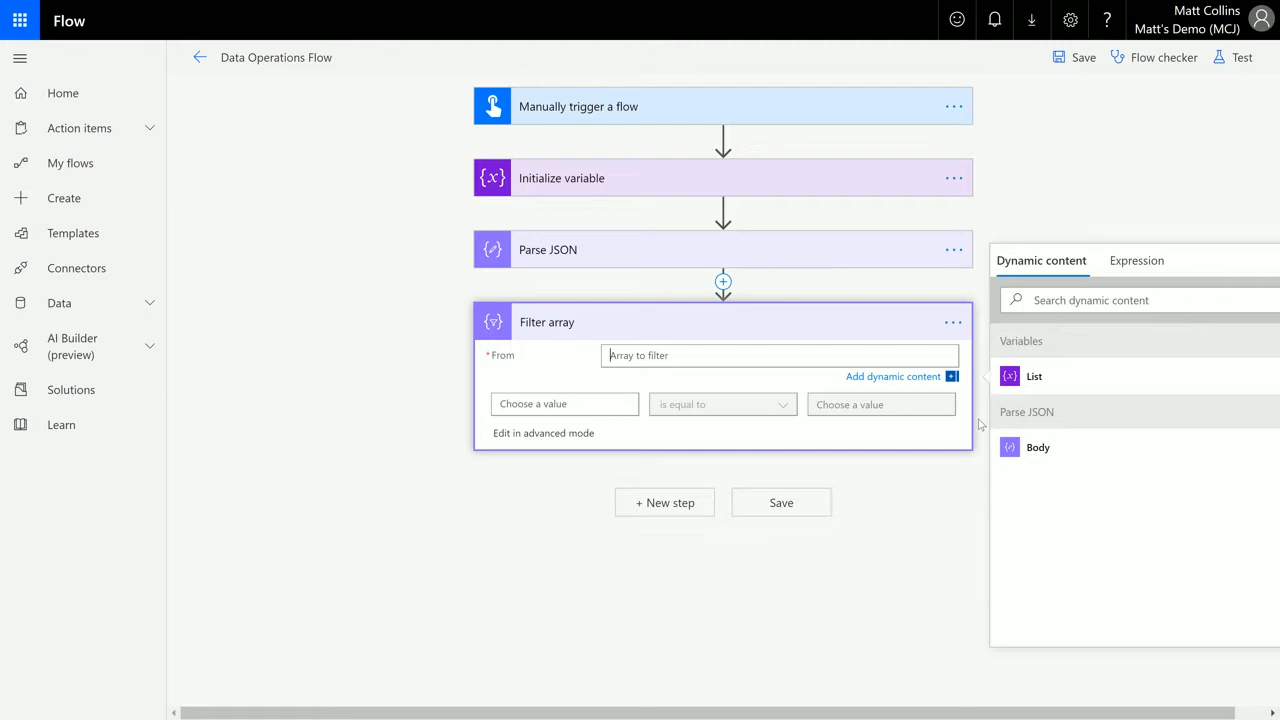 Flow
Matt Collins
Matt's Demo (MCJ)
Data Operations Flow
Save
Flow checker
Test
Home
Action items
My flows
Create
Templates
Connectors
Data
AI Builder
(preview)
Solutions
Learn
Manually trigger a flow
Initialize variable
Parse JSON
Filter array
* From
Array to filter
Add dynamic content
Choose a value
is equal to
Choose a value
Edit in advanced mode
+ New step
Save
Dynamic content
Expression
Search dynamic content
Variables
List
Parse JSON
Body